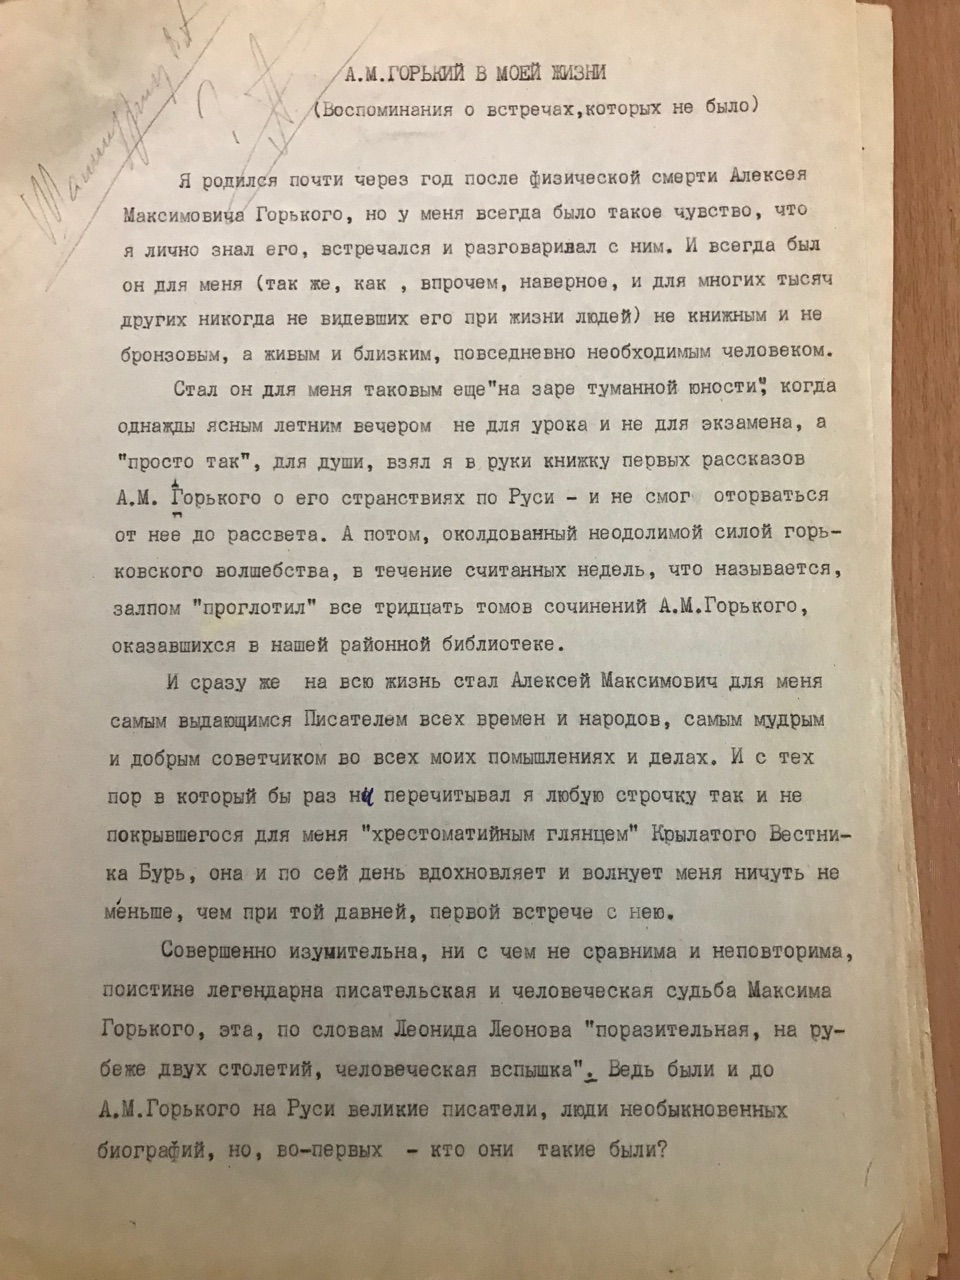 А.М.ГОРЬКИЙ В МОЕЙ ЖИЗНИ
(Воспоминания о встречах,которых не было)
Я родился почти через год после физической смерти Алексея
Максимовича Горького, но у меня всегда было такое чувство, что
я лично знал его, встречался и разговаривал с ним. И всегда был
он для меня (так же, как , впрочем, наверное, и для многих тысяч
других никогда не видевших его при жизни людей) не книжным и не
бронзовым, а живым и близким, повседневно необходимым человеком.
Стал он для меня таковым еще"на заре туманной юности", когда
однажды ясным летним вечером не для урока и не для экзамена, а
"просто так", для души, взял я в руки книжку первых рассказов
А.М. Горького о его странствиях по Руси – и не смог оторваться
от нее до рассвета. А потом, околдованный неодолимой силой горь-
ковского волшебства, в течение считанных недель, что называется,
залпом "проглотил" все тридцать томов сочинений А.М.Горького,
оказавшихся в нашей районной библиотеке.
И сразу же на всю жизнь стал Алексей Максимович для меня
самым выдающимся Писателем всех времен и народов, самым мудрым
и добрым советчиком во всех моих помышлениях и делах. И с тех
пор в который бы раз ни перечитывал я любую строчку так и не
покрывшегося для меня "хрестоматийным глянцем" Крылатого Вестни-
ка Бурь, она и по сей день вдохновляет и волнует меня ничуть не
меньше, чем при той давней, первой встрече с нею.
Совершенно изумительна, ни с чем не сравнима и неповторима,
поистине легендарна писательская и человеческая судьба Максима
Горького, эта, по словам Леонида Леонова "поразительная, на ру-
беже двух столетий, человеческая вспышка". Ведь были и до
А.М.Горького на Руси великие писатели, люди необыкновенных
биографий, но, во-первых - кто они такие были?